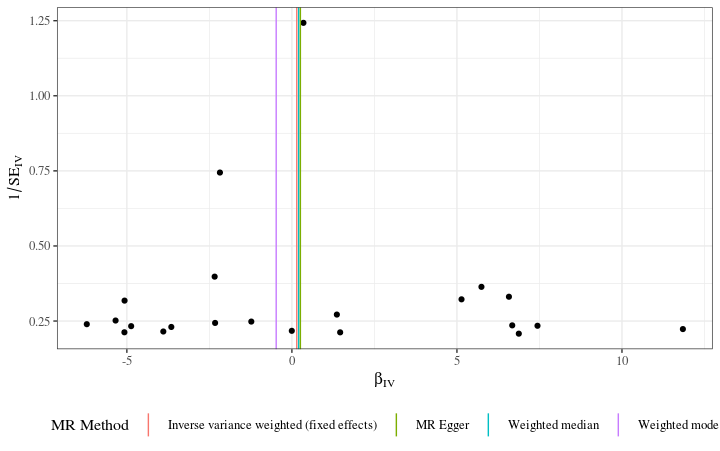 1.25
1.00
0.75
0.50
0.25
1/SE_IV
-5 0 5 10
β_IV
MR Method Inverse variance weighted (fixed effects) MR Egger Weighted median Weighted mode